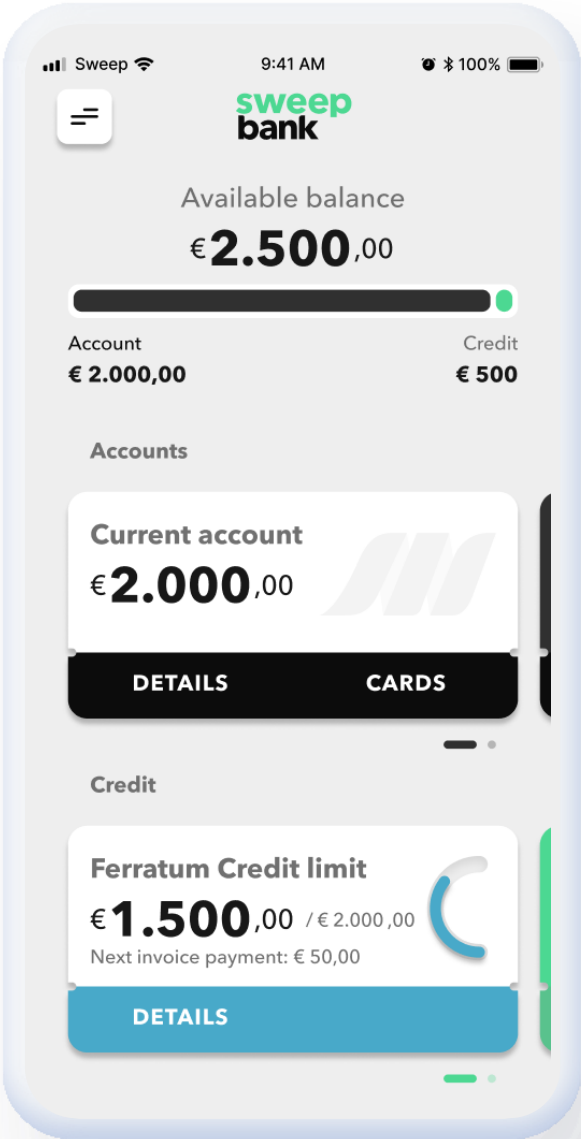 Sweep 9:41 AM 100%
sweep
bank
Available balance
€2.500,00
Account Credit
€ 2.000,00 € 500
Accounts
Current account
€2.000,00
DETAILS CARDS
Credit
Ferratum Credit limit
€1.500,00 / € 2.000,00
Next invoice payment: € 50,00
DETAILS